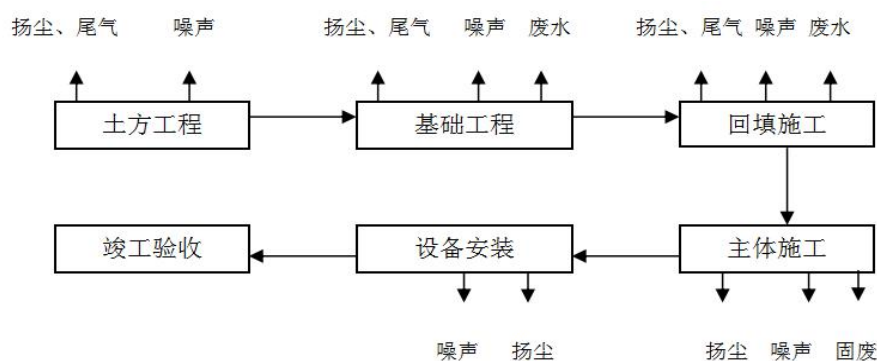 扬尘、尾气 噪声 扬尘、尾气 噪声 废水 扬尘、尾气 噪声 废水
土方工程 基础工程 回填施工
竣工验收 设备安装 主体施工
噪声 扬尘 扬尘 噪声 固废